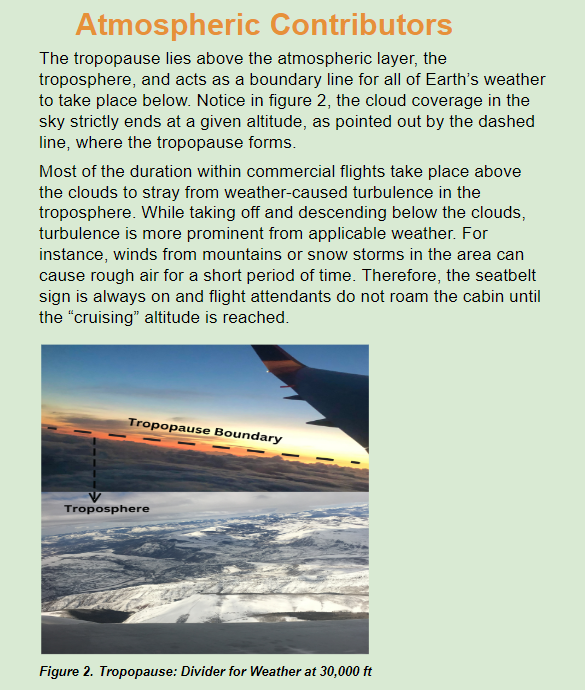 Atmospheric Contributors
The tropopause lies above the atmospheric layer, the
troposphere, and acts as a boundary line for all of Earth's weather
to take place below. Notice in figure 2, the cloud coverage in the
sky strictly ends at a given altitude, as pointed out by the dashed
line, where the tropopause forms.
Most of the duration within commercial flights take place above
the clouds to stray from weather-caused turbulence in the
troposphere. While taking off and descending below the clouds,
turbulence is more prominent from applicable weather. For
instance, winds from mountains or snow storms in the area can
cause rough air for a short period of time. Therefore, the seatbelt
sign is always on and flight attendants do not roam the cabin until
the “cruising” altitude is reached.
Tropopause Boundary
Troposphere
Figure 2. Tropopause: Divider for Weather at 30,000 ft